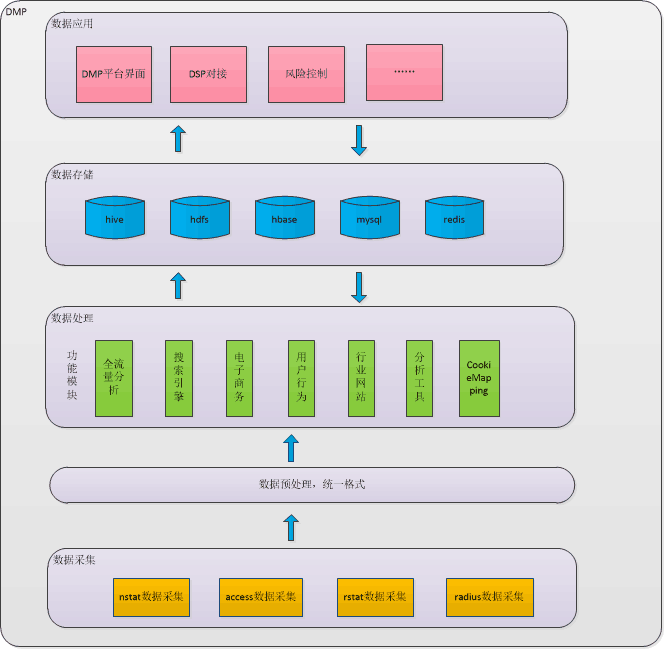 DMP
数据应用
DMP平台界面
DSP对接
风险控制
······
数据存储
hive
hdfs
hbase
mysql
redis
数据处理
功能模块
全流
量分
析
搜索引擎
电子商务
用户行为
行业网站
分析工具
Cooki
eMap
ping
数据预处理，统一格式
数据采集
nstat数据采集
access数据采集
rstat数据采集
radius数据采集